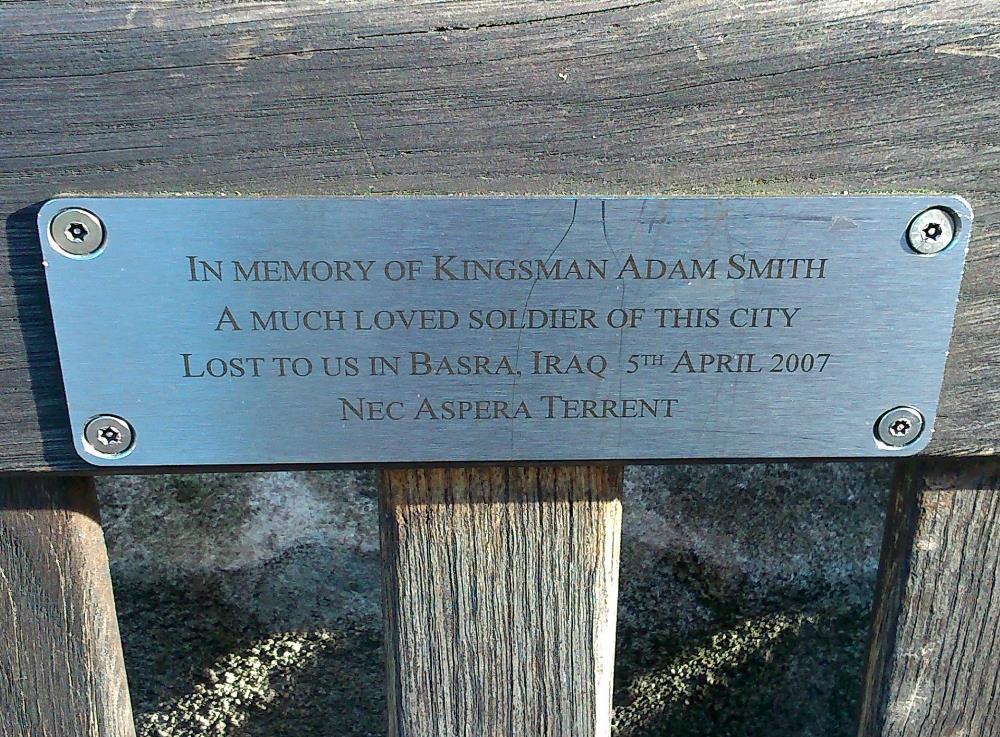 In memory of Kingsman Adam Smith
A much loved soldier of this city
Lost to us in Basra, Iraq 5th April 2007
Nec Aspera Terrent